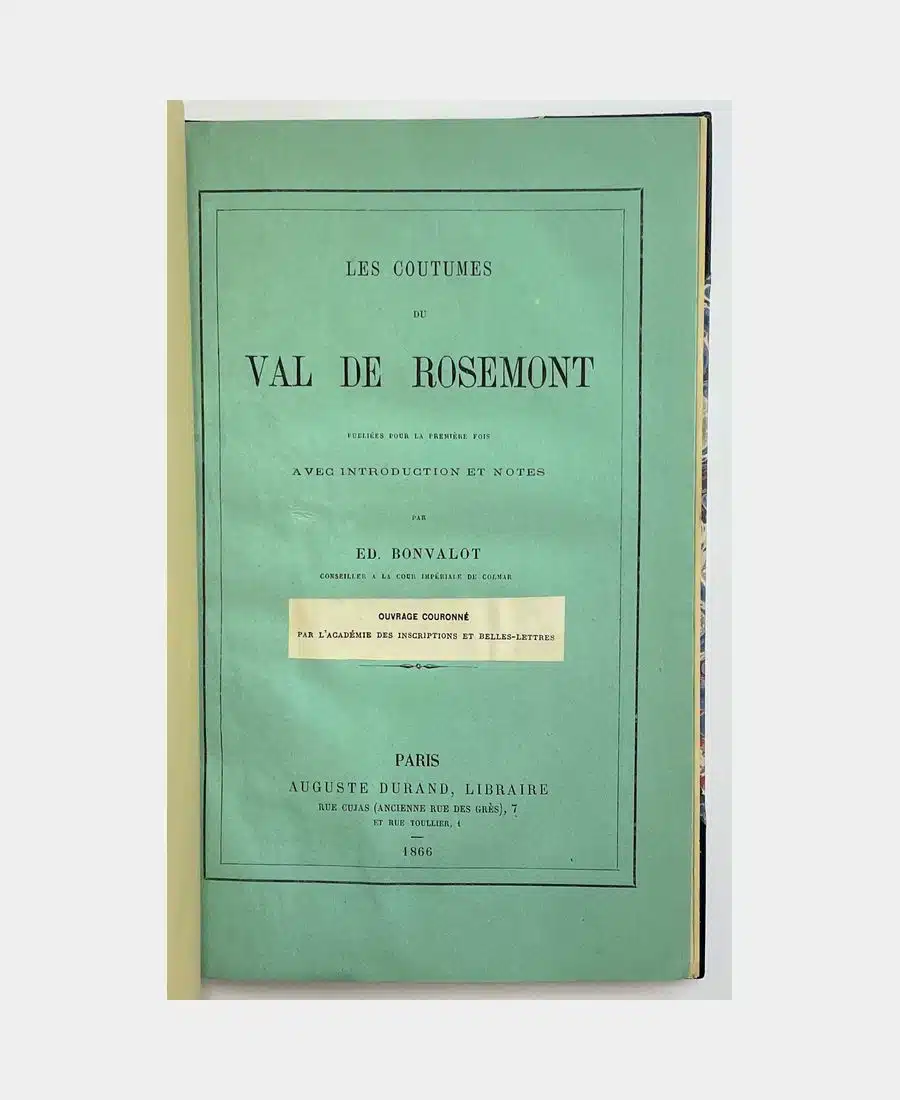 LES COUTUMES
DU
VAL DE ROSEMONT
PUBLIÉES POUR LA PREMIÈRE FOIS
AVEC INTRODUCTION ET NOTES
PAR
ED. BONVALOT
CONSEILLER A LA COUR IMPÉRIALE DE COLMAR
OUVRAGE COURONNÉ
PAR L'ACADÉMIE DES INSCRIPTIONS ET BELLES-LETTRES
PARIS
AUGUSTE DURAND, LIBRAIRE
RUE CUJAS (ANCIENNE RUE DES GRÈS), 7
ET RUE TOULLIER, 1
1866